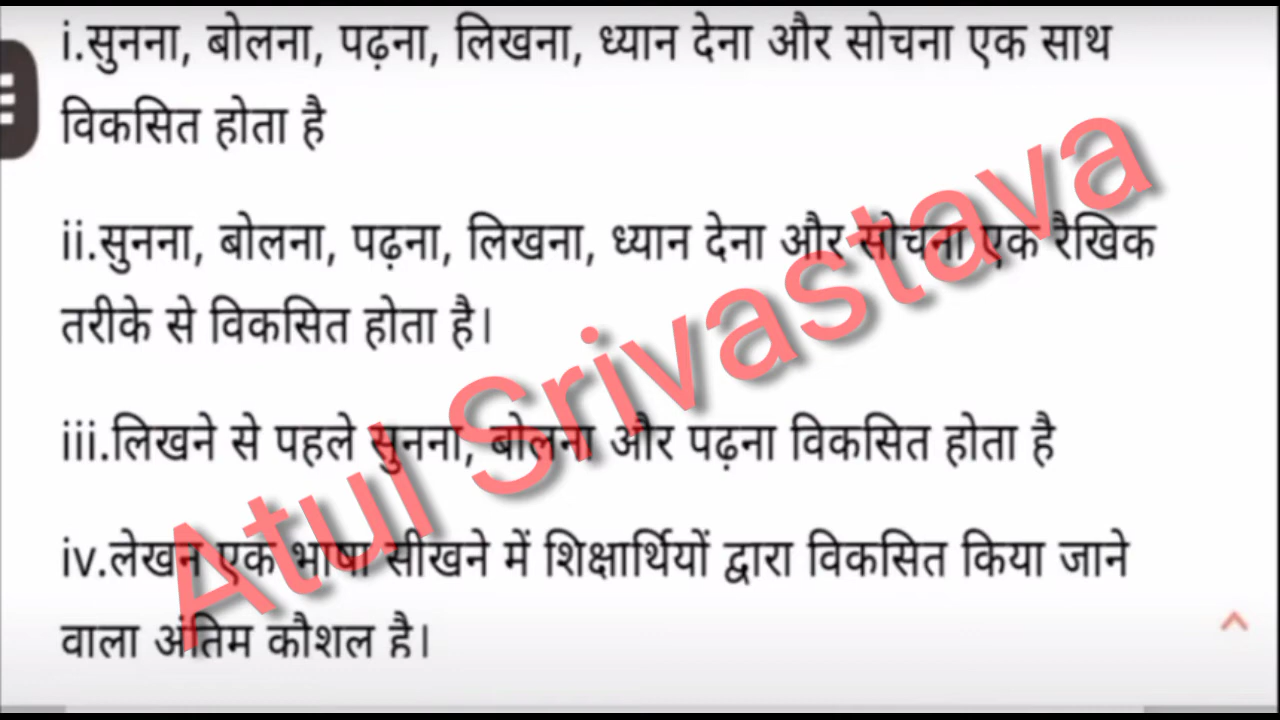 i.सुनना, बोलना, पढ़ना, लिखना, ध्यान देना और सोचना एक साथ
विकसित होता है
ii.सुनना, बोलना, पढ़ना, लिखना, ध्यान देना और सोचना एक रैखिक
तरीके से विकसित होता है।
iii.लिखने से पहले सुनना, बोलना और पढ़ना विकसित होता है
iv.लेखन एक भाषा सीखने में शिक्षार्थियों द्वारा विकसित किया जाने
वाला अंतिम कौशल है।
Atul Srivastava